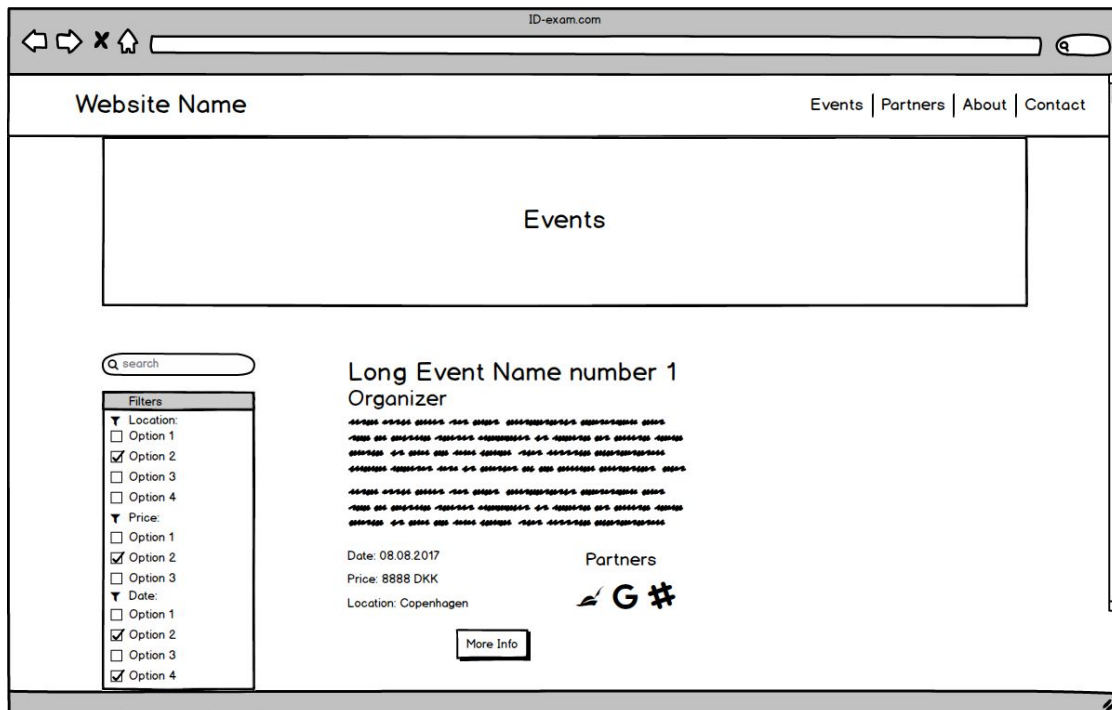 ID-exam.com
Website Name
Events | Partners | About | Contact
Events
search
Filters
Location:
Option 1
Option 2
Option 3
Option 4
Price:
Option 1
Option 2
Option 3
Date:
Option 1
Option 2
Option 3
Option 4
Long Event Name number 1
Organizer
Date: 08.08.2017
Price: 8888 DKK
Location: Copenhagen
Partners
G #
More Info